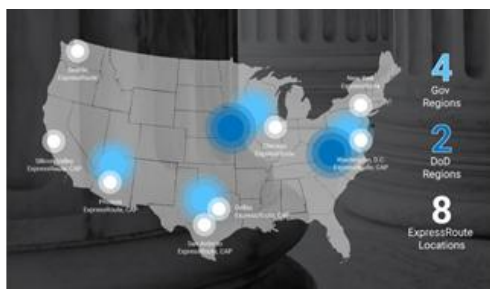 Seattle
ExpressRoute
New York
ExpressRoute
4
Gov
Regions
Chicago
ExpressRoute
2
DoD
Regions
Silicon Valley
ExpressRoute, CAP
Washington, D.C.
ExpressRoute, CAP
Phoenix
ExpressRoute, CAP
Dallas
ExpressRoute, CAP
San Antonio
ExpressRoute, CAP
8
ExpressRoute
Locations